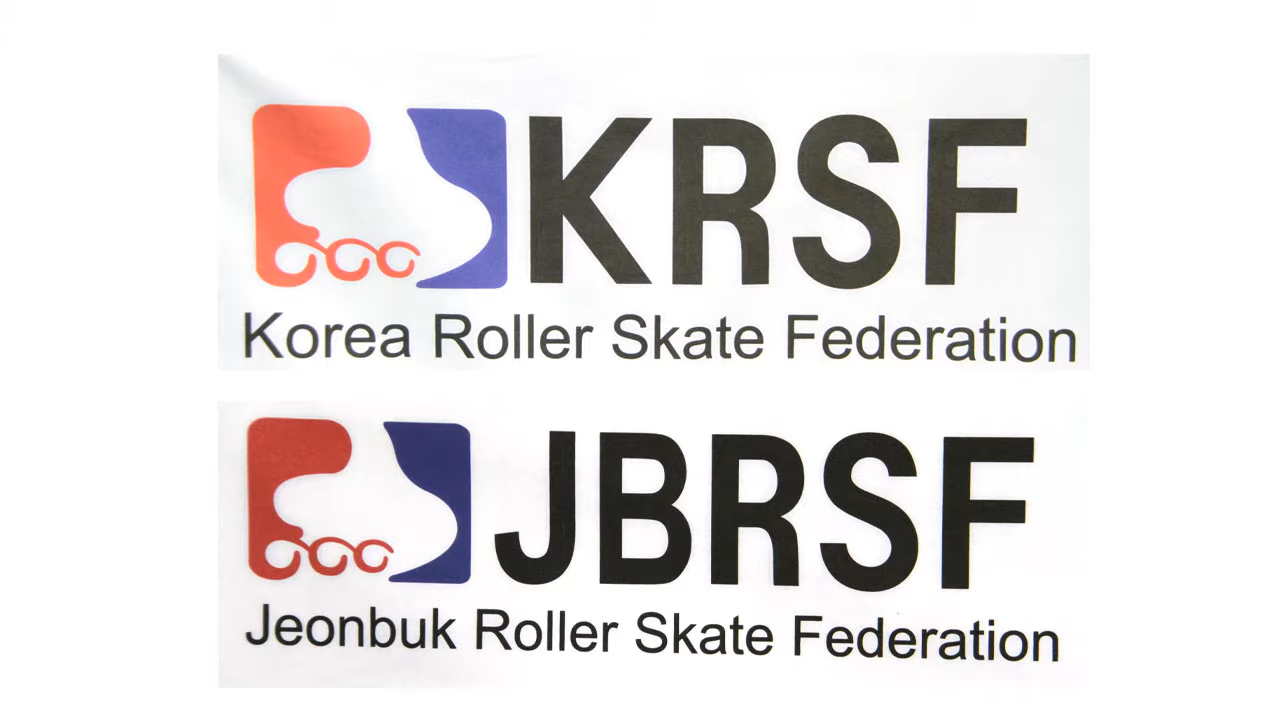 KRSF
Korea Roller Skate Federation
JBRSF
Jeonbuk Roller Skate Federation